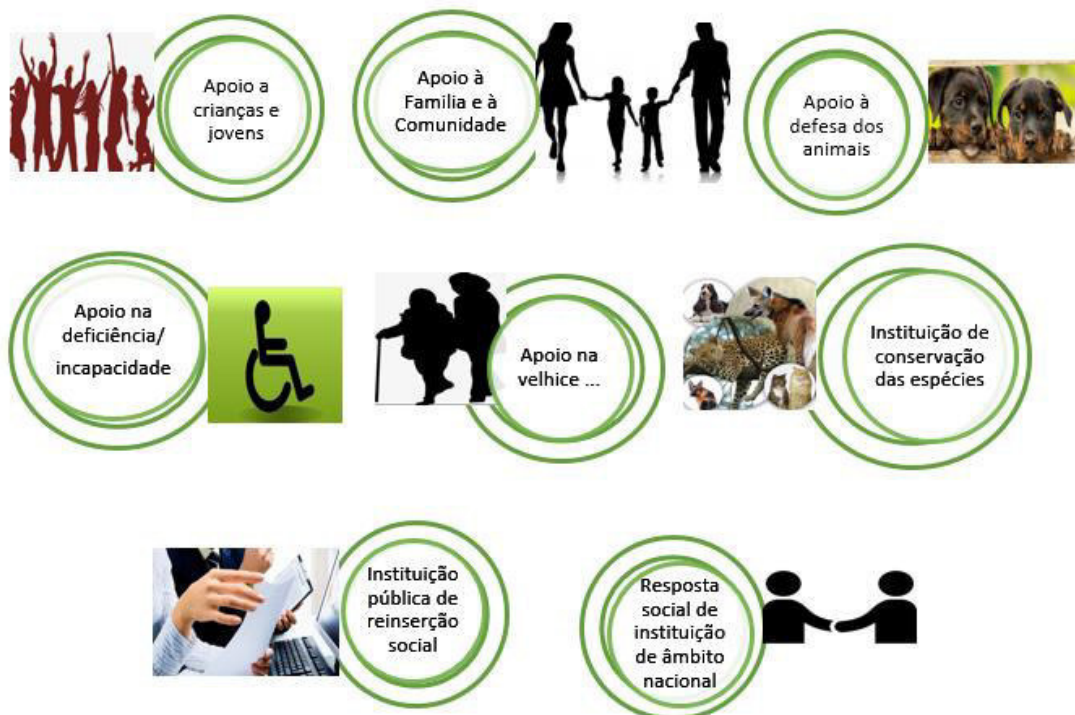 Apoio a
crianças e
jovens
Apoio à
Familia e à
Comunidade
Apoio à
defesa dos
animais
Apoio na
deficiência/
incapacidade
Apoio na
velhice ...
Instituição de
conservação
das espécies
Instituição
pública de
reinserção
social
Resposta
social de
instituição
de âmbito
nacional